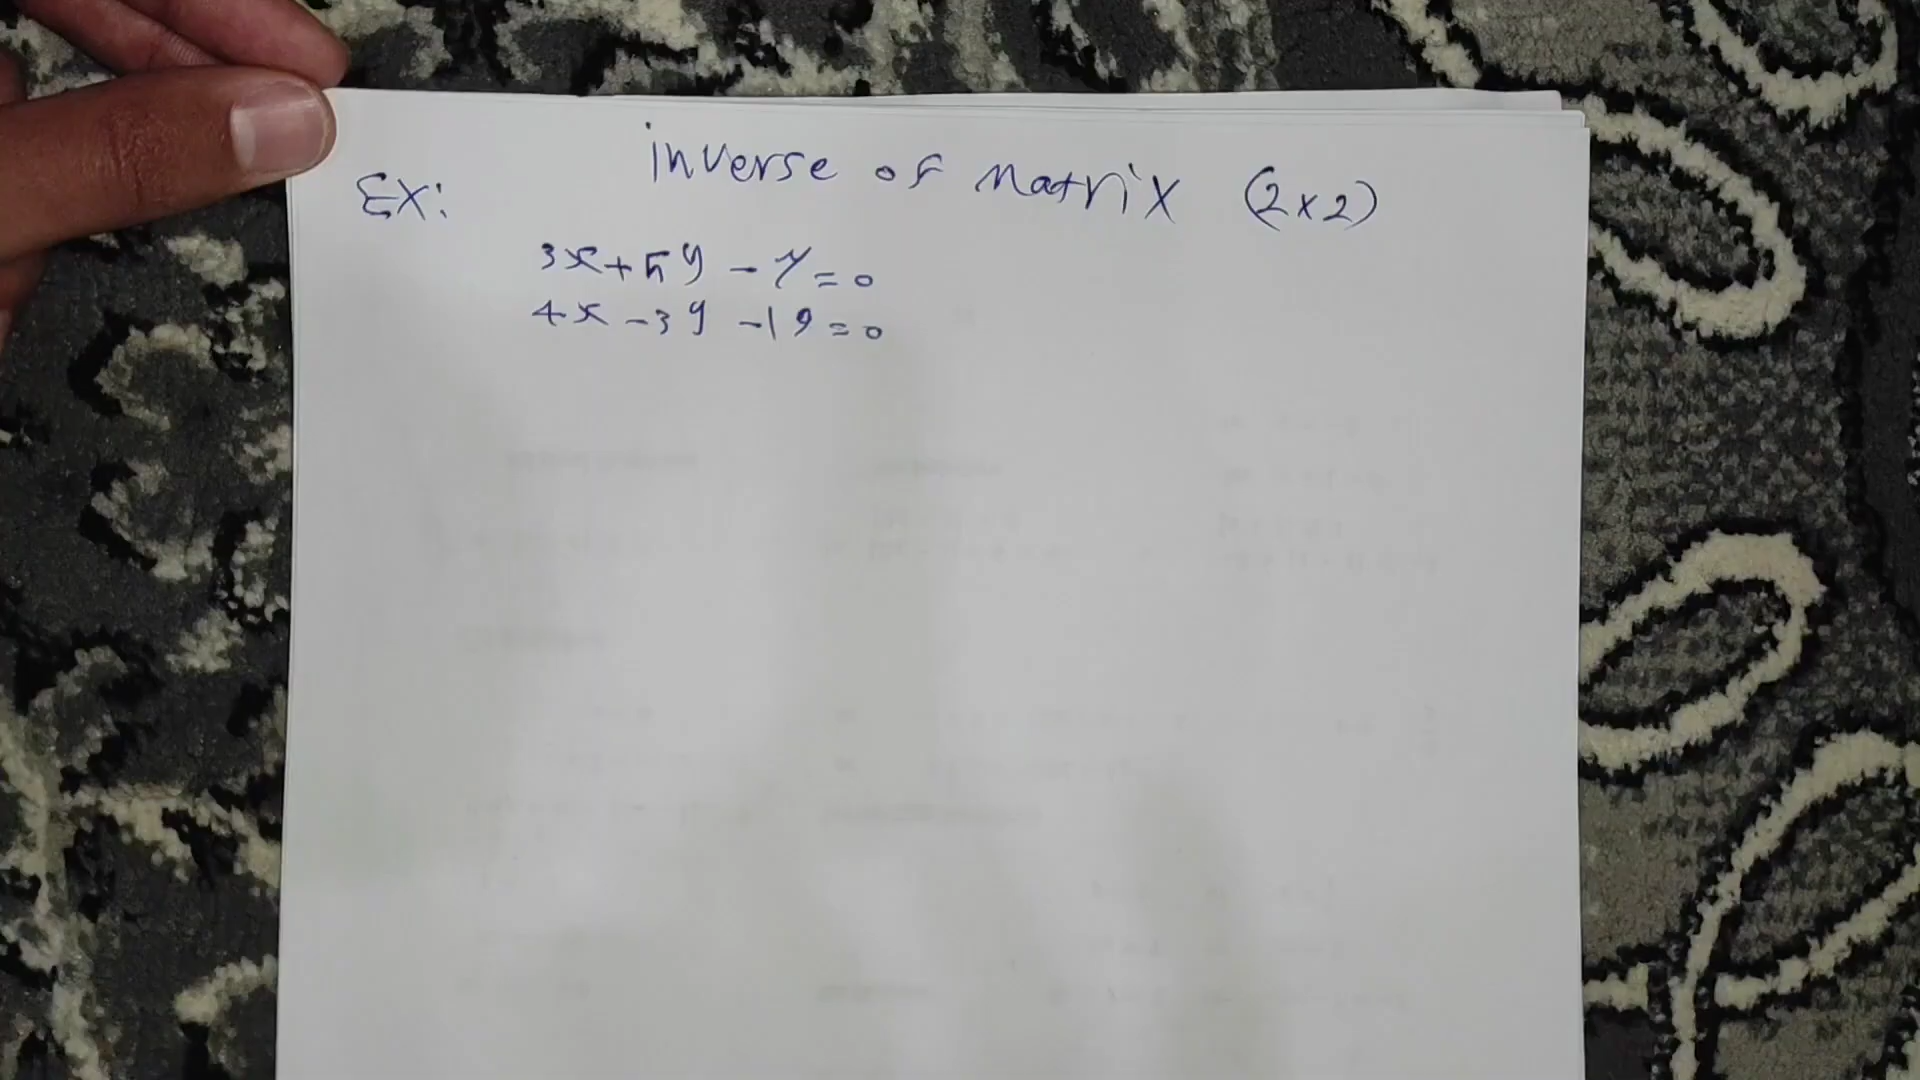 inverse of matrix (2x2)
Ex:
3x+5y -7=0
4x-3y -19=0